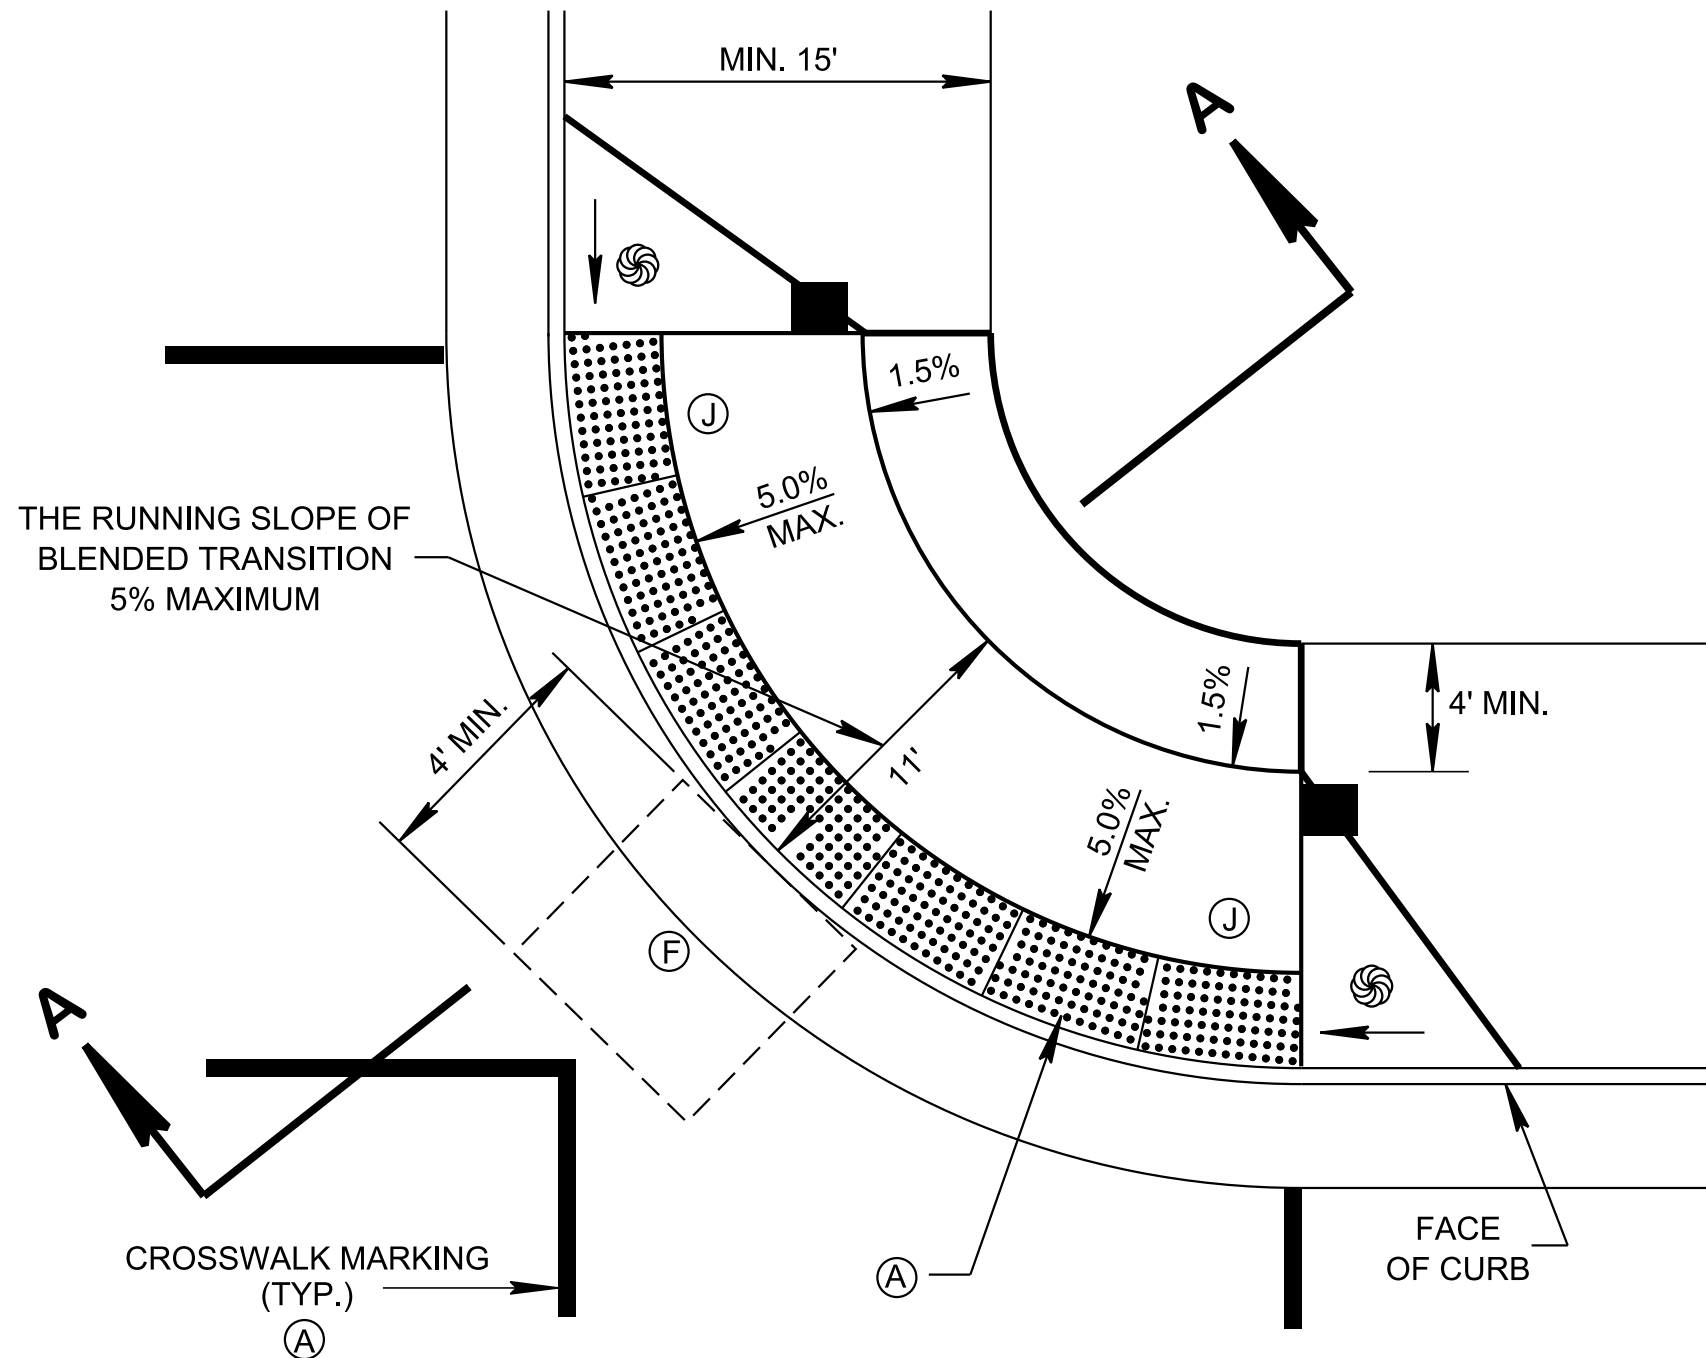 MIN. 15'
A
1.5%
J
5.0%
MAX.
THE RUNNING SLOPE OF
BLENDED TRANSITION
5% MAXIMUM
4' MIN.
1.5%
4' MIN.
11'
5.0%
MAX.
J
F
A
CROSSWALK MARKING
(TYP.)
A
A
FACE
OF CURB